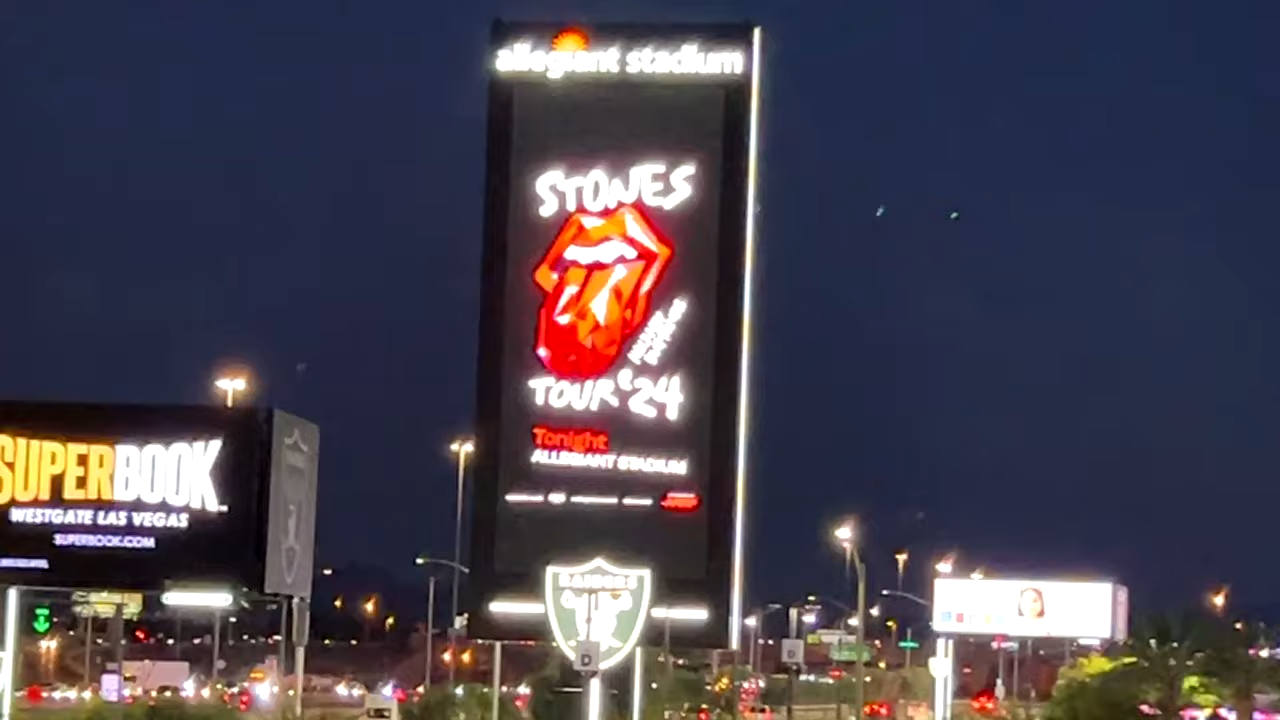 allegiant stadium
STONES
TOUR '24
Tonight
ALLEGIANT STADIUM
RAIDERS
SUPERBOOK
WESTGATE LAS VEGAS
SUPERBOOK.COM
D
D